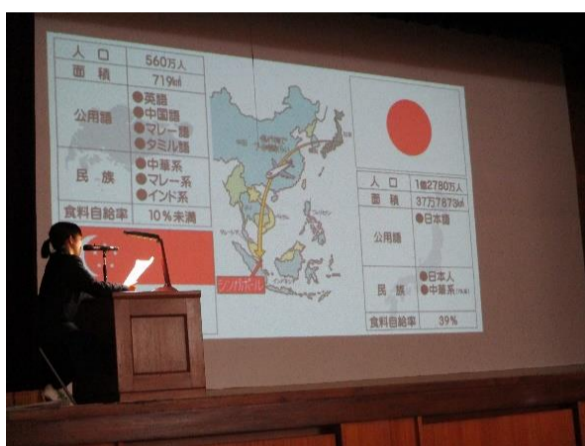 人口 560万人
面積 719㎢
公用語
●英語
●中国語
●マレー語
●タミル語
民族
●中華系
●マレー系
●インド系
食料自給率 10%未満
シンガポール
人口 1億2780万人
面積 37万7873㎢
公用語
●日本語
民族
●日本人
●中華系
食料自給率 39%